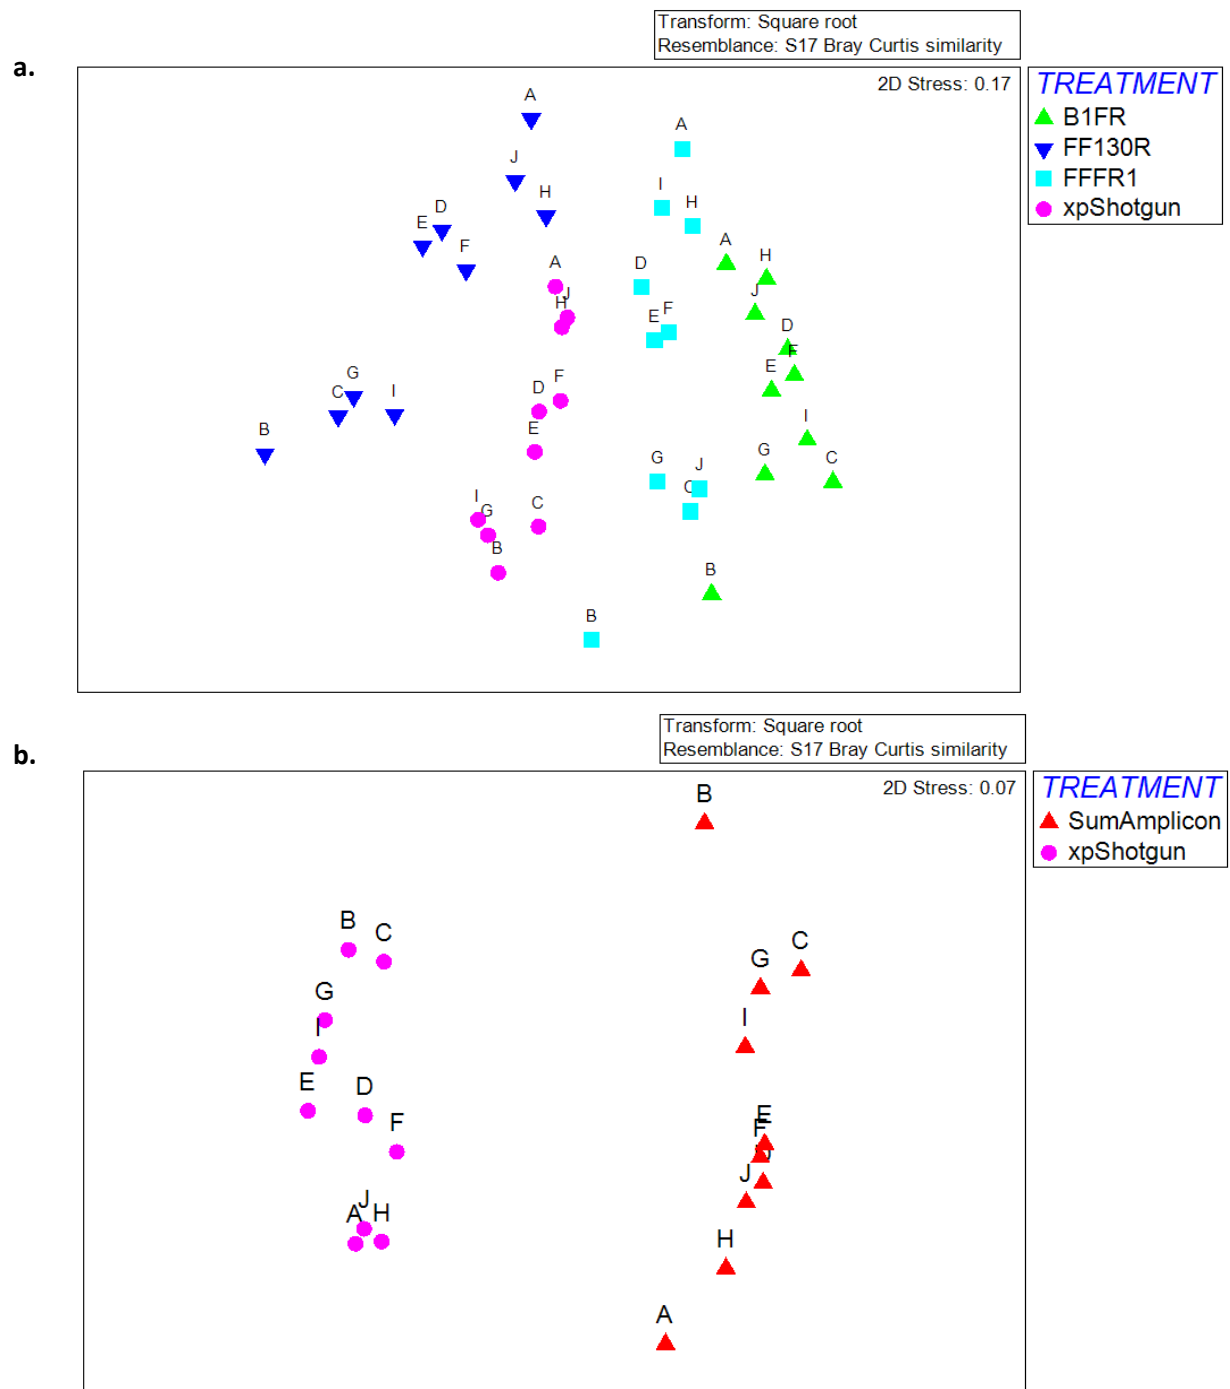 Transform: Square root
Resemblance: S17 Bray Curtis similarity
a.
2D Stress: 0.17
TREATMENT
B1FR
FF130R
FFFR1
xpShotgun
A
A
J
I
H
H
D
E
F
A
H
A
D
J
H
J
E
F
D
F
G
C
I
D
F
E
E
B
I
G
J
G
C
I
G
C
C
B
B
B
Transform: Square root
Resemblance: S17 Bray Curtis similarity
b.
2D Stress: 0.07
TREATMENT
SumAmplicon
xpShotgun
B
B
C
C
G
G
I
I
E
D
E
F
F
D
J
J
A
H
H
A